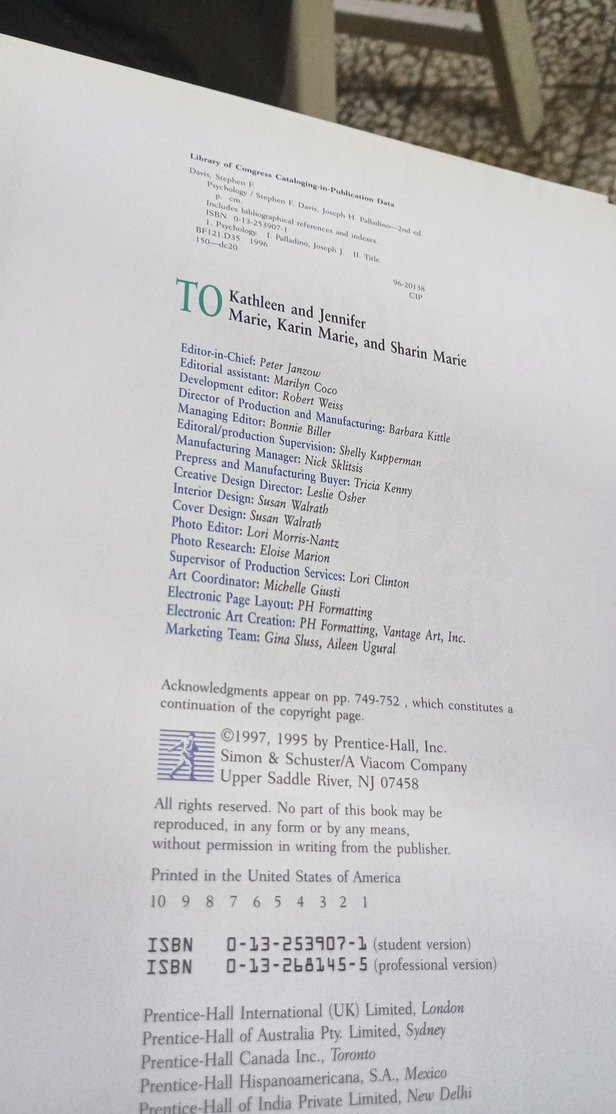 Library of Congress Cataloging-in-Publication Data
Davis, Stephen F.
Psychology / Stephen F. Davis, Joseph H. Palladino—2nd ed.
p. cm.
Includes bibliographical references and indexes.
ISBN 0-13-253907-1
1. Psychology. I. Palladino, Joseph J. II. Title.
BF121.D35 1996
150—dc20
96-20138
CIP
TO Kathleen and Jennifer
Marie, Karin Marie, and Sharin Marie
Editor-in-Chief: Peter Janzow
Editorial assistant: Marilyn Coco
Development editor: Robert Weiss
Director of Production and Manufacturing: Barbara Kittle
Managing Editor: Bonnie Biller
Editoral/production Supervision: Shelly Kupperman
Manufacturing Manager: Nick Sklitsis
Prepress and Manufacturing Buyer: Tricia Kenny
Creative Design Director: Leslie Osher
Interior Design: Susan Walrath
Cover Design: Susan Walrath
Photo Editor: Lori Morris-Nantz
Photo Research: Eloise Marion
Supervisor of Production Services: Lori Clinton
Art Coordinator: Michelle Giusti
Electronic Page Layout: PH Formatting
Electronic Art Creation: PH Formatting, Vantage Art, Inc.
Marketing Team: Gina Sluss, Aileen Ugural
Acknowledgments appear on pp. 749-752 , which constitutes a
continuation of the copyright page.
©1997, 1995 by Prentice-Hall, Inc.
Simon & Schuster/A Viacom Company
Upper Saddle River, NJ 07458
All rights reserved. No part of this book may be
reproduced, in any form or by any means,
without permission in writing from the publisher.
Printed in the United States of America
10 9 8 7 6 5 4 3 2 1
ISBN 0-13-253907-1 (student version)
ISBN 0-13-268145-5 (professional version)
Prentice-Hall International (UK) Limited, London
Prentice-Hall of Australia Pty. Limited, Sydney
Prentice-Hall Canada Inc., Toronto
Prentice-Hall Hispanoamericana, S.A., Mexico
Prentice-Hall of India Private Limited, New Delhi